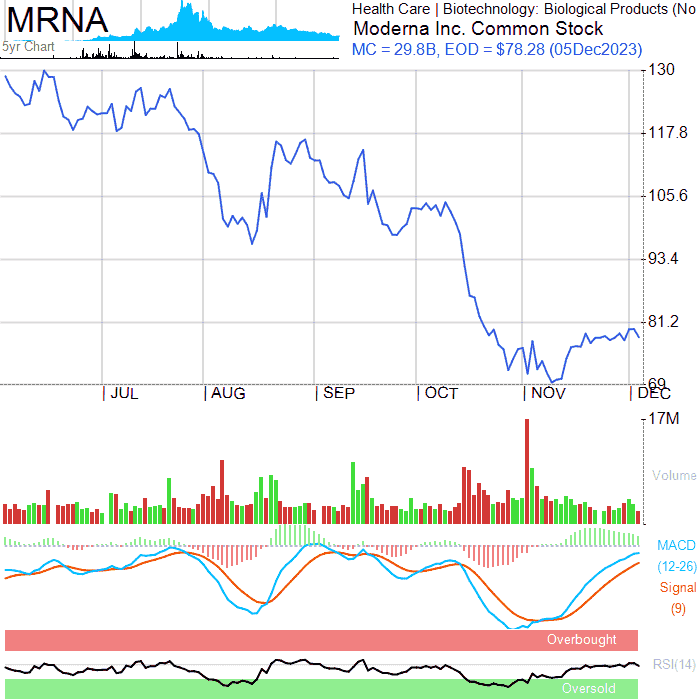 MRNA
5yr Chart
Health Care | Biotechnology: Biological Products (No
Moderna Inc. Common Stock
MC = 29.8B, EOD = $78.28 (05Dec2023)
130
117.8
105.6
93.4
81.2
69
JUL
AUG
SEP
OCT
NOV
DEC
17M
Volume
MACD
(12-26)
Signal
(9)
Overbought
RSI(14)
Oversold